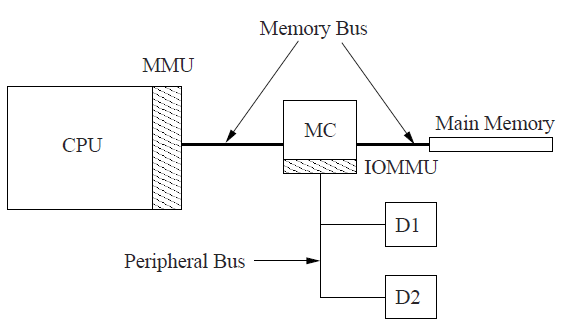 Memory Bus
MMU
CPU
MC
Main Memory
IOMMU
D1
Peripheral Bus
D2